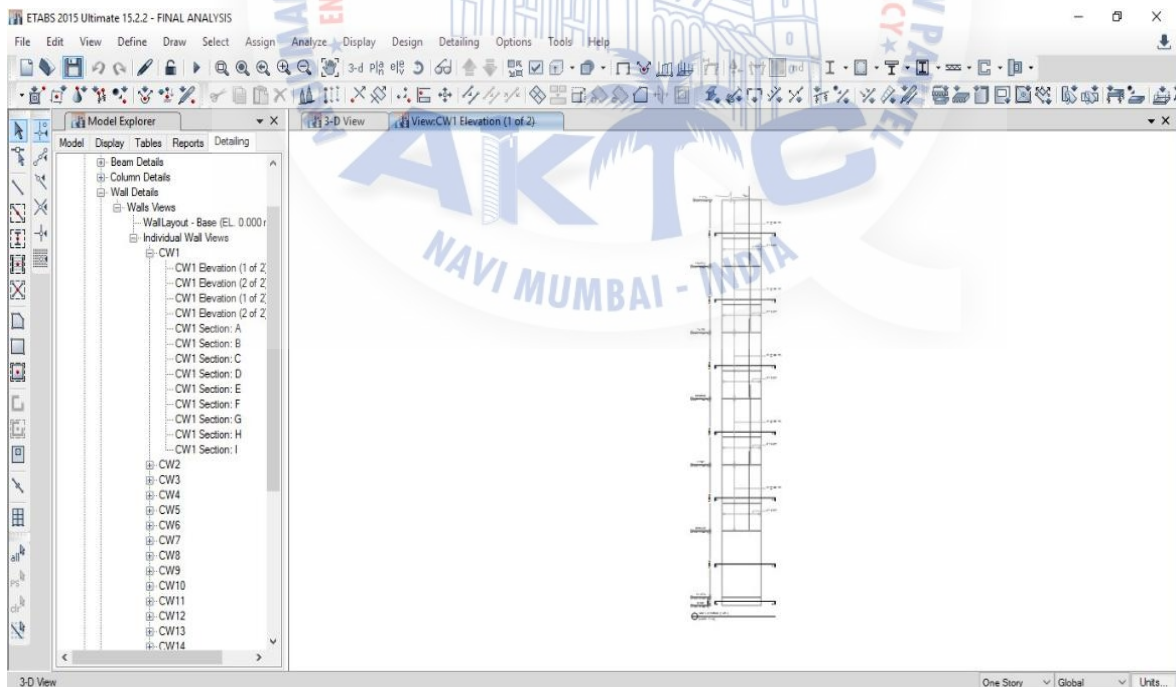 ETABS 2015 Ultimate 15.2.2 - FINAL ANALYSIS
File Edit View Define Draw Select Assign Analyze Display Design Detailing Options Tools Help
3-d
Model Explorer
3-D View
View:CW1 Elevation (1 of 2)
Model Display Tables Reports Detailing
Beam Details
Column Details
Wall Details
Walls Views
WallLayout - Base (EL. 0.000
Individual Wall Views
CW1
CW1 Elevation (1 of 2)
CW1 Elevation (2 of 2)
CW1 Elevation (1 of 2)
CW1 Elevation (2 of 2)
CW1 Section: A
CW1 Section: B
CW1 Section: C
CW1 Section: D
CW1 Section: E
CW1 Section: F
CW1 Section: G
CW1 Section: H
CW1 Section: I
CW2
CW3
CW4
CW5
CW6
CW7
CW8
CW9
CW10
CW11
CW12
CW13
CW14
all
ps
clr
AKTC
NAVI MUMBAI - INDIA
3-D View
One Story
Global
Units...